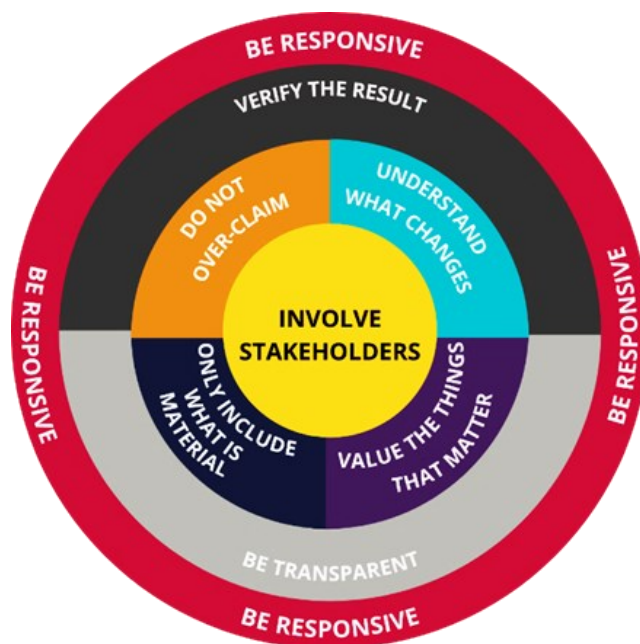 BE RESPONSIVE
VERIFY THE RESULT
DO NOT
OVER-CLAIM
UNDERSTAND
WHAT CHANGES
BE RESPONSIVE
BE RESPONSIVE
INVOLVE
STAKEHOLDERS
ONLY INCLUDE
WHAT IS
MATERIAL
VALUE THE THINGS
THAT MATTER
BE TRANSPARENT
BE RESPONSIVE